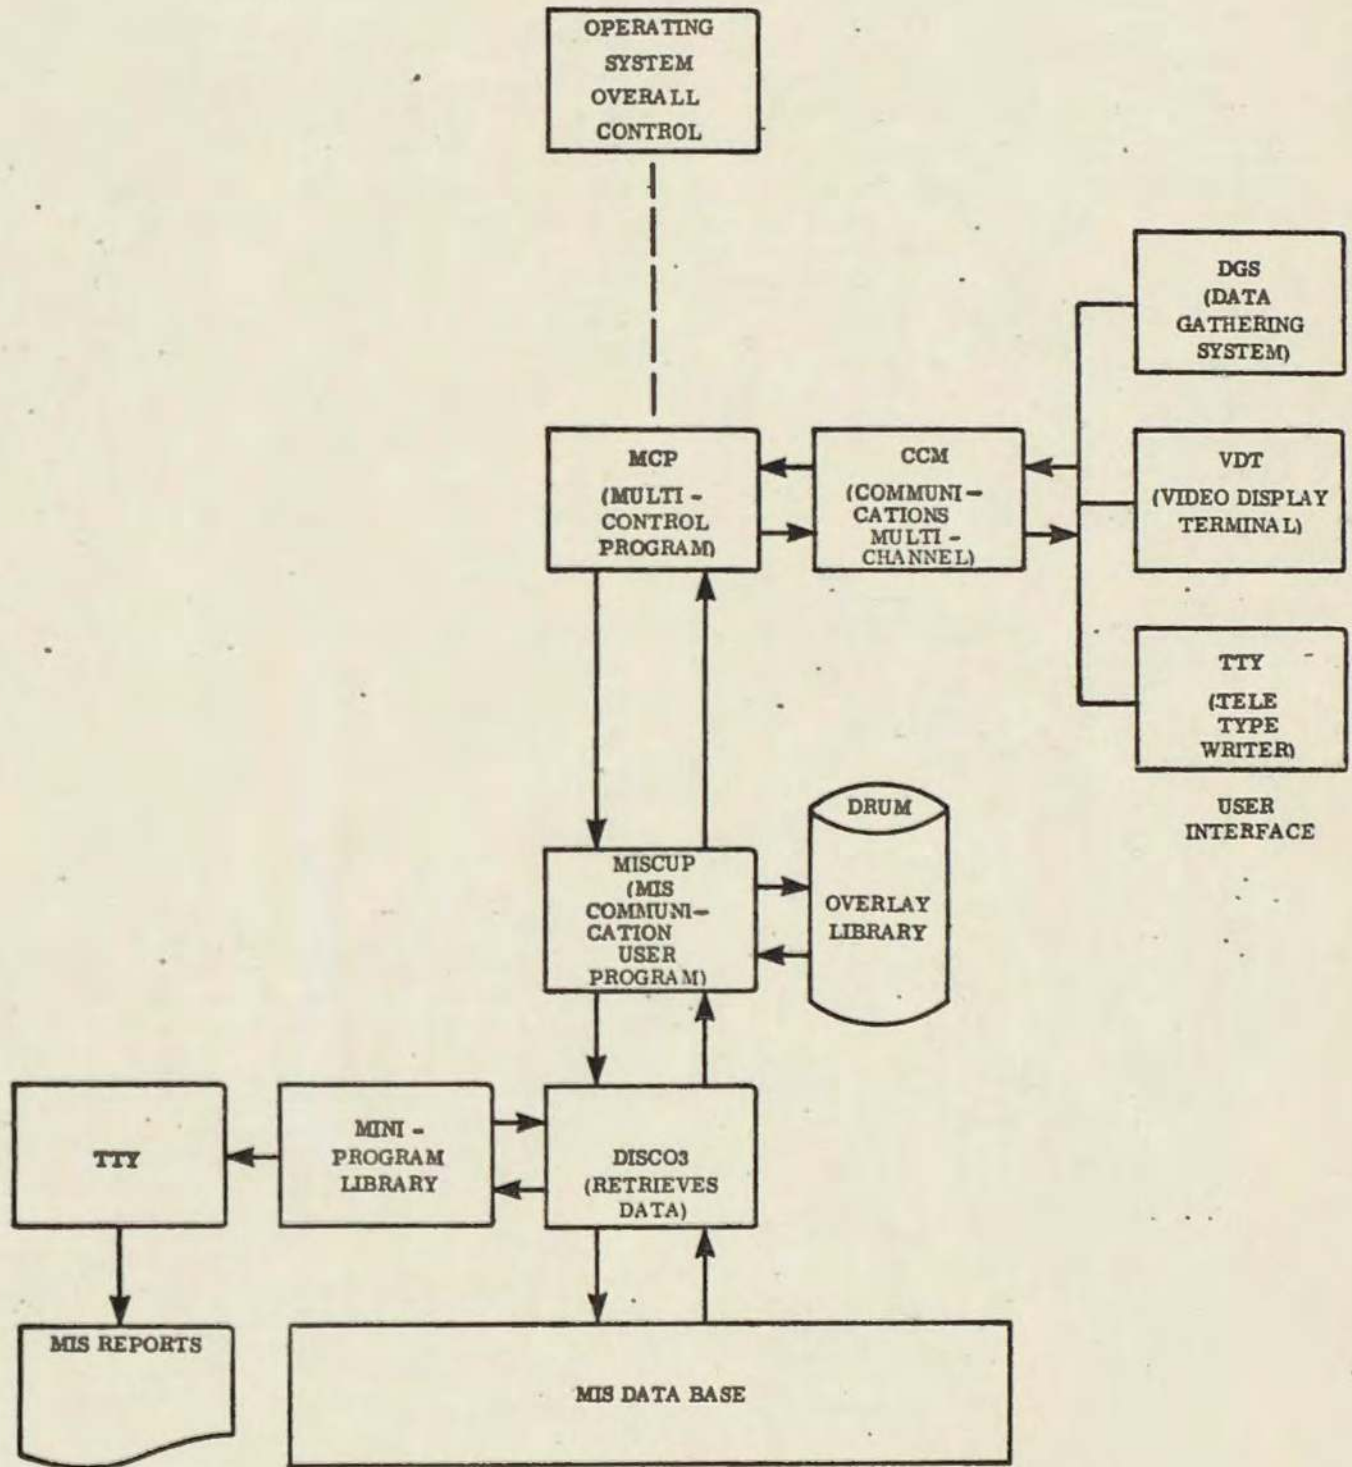 OPERATING
SYSTEM
OVERALL
CONTROL
DGS
(DATA
GATHERING
SYSTEM)
MCP
(MULTI -
CONTROL
PROGRAM)
CCM
(COMMUNI-
CATIONS
MULTI -
CHANNEL)
VDT
(VIDEO DISPLAY
TERMINAL)
TTY
(TELE
TYPE
WRITER)
USER
INTERFACE
DRUM
OVERLAY
LIBRARY
MISCUP
(MIS
COMMUNI-
CATION
USER
PROGRAM)
TTY
MINI -
PROGRAM
LIBRARY
DISCO3
(RETRIEVES
DATA)
MIS REPORTS
MIS DATA BASE